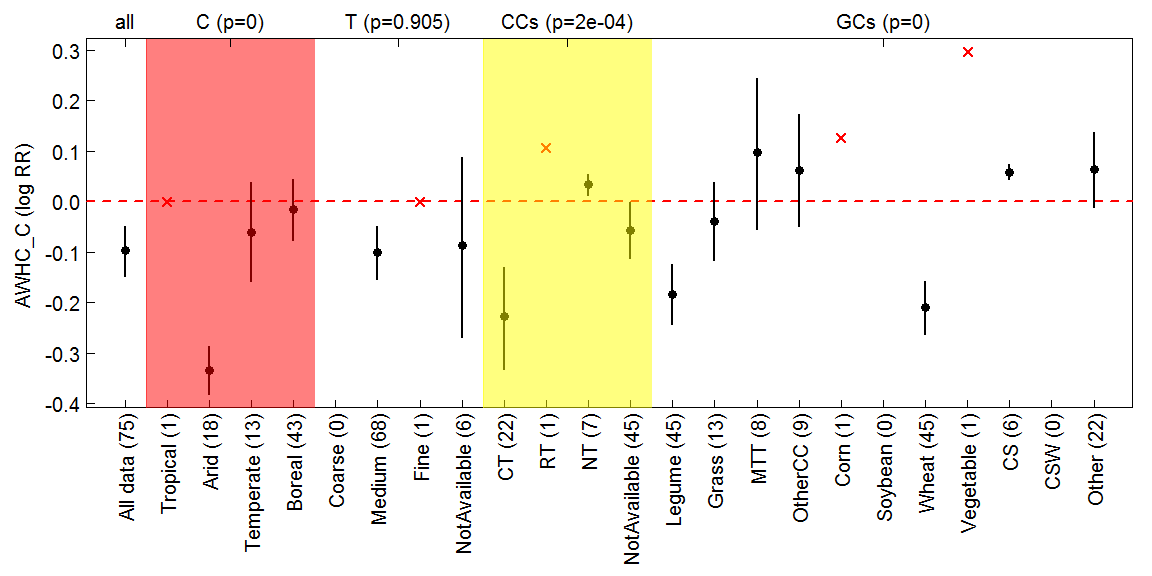 all
C (p=0)
T (p=0.905)
CCs (p=2e-04)
GCs (p=0)
AWHC_C (log RR)
0.3
0.2
0.1
0.0
-0.1
-0.2
-0.3
-0.4
All data (75)
Tropical (1)
Arid (18)
Temperate (13)
Boreal (43)
Coarse (0)
Medium (68)
Fine (1)
NotAvailable (6)
CT (22)
RT (1)
NT (7)
NotAvailable (45)
Legume (45)
Grass (13)
MTT (8)
OtherCC (9)
Corn (1)
Soybean (0)
Wheat (45)
Vegetable (1)
CS (6)
CSW (0)
Other (22)